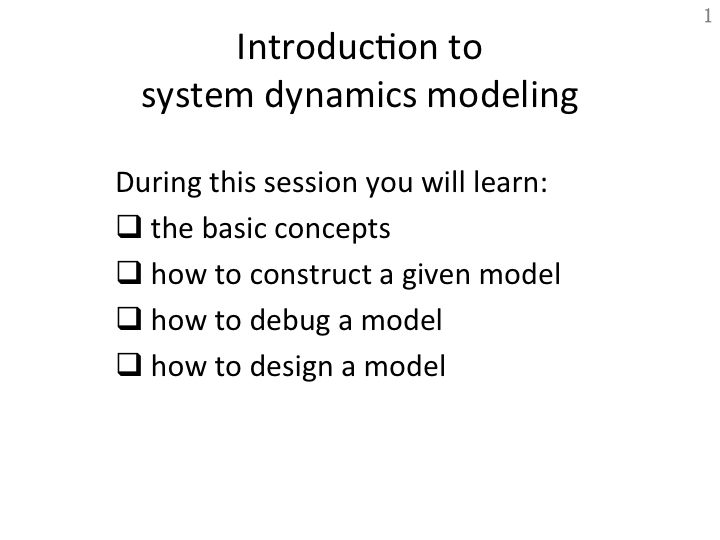 1
Introduction to
system dynamics modeling
During this session you will learn:
❑ the basic concepts
❑ how to construct a given model
❑ how to debug a model
❑ how to design a model